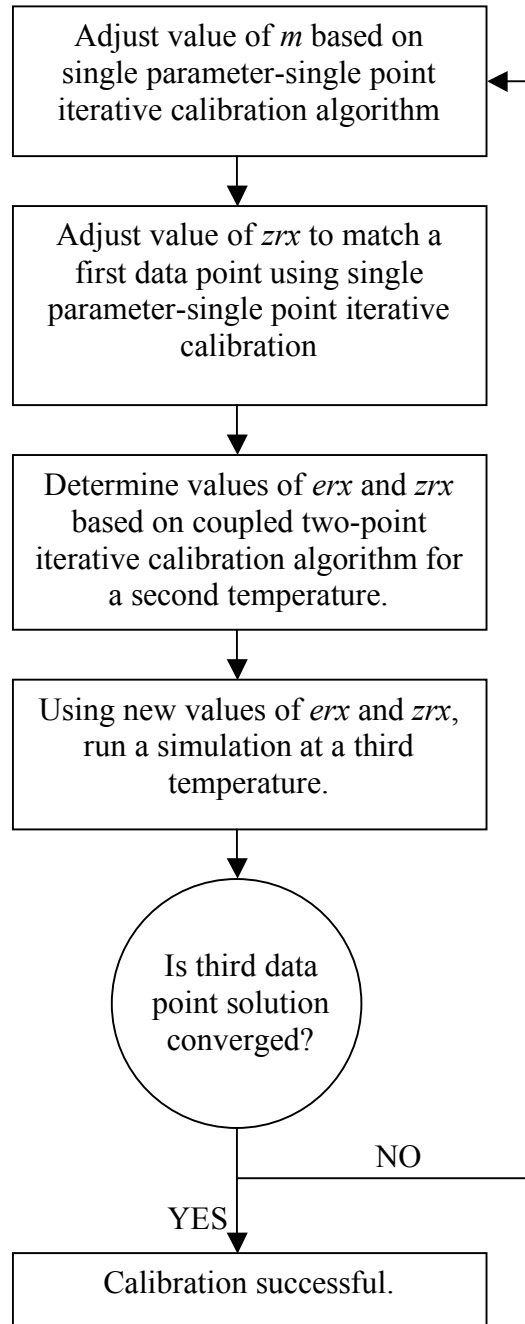 Adjust value of m based on
single parameter-single point
iterative calibration algorithm
Adjust value of zrx to match a
first data point using single
parameter-single point iterative
calibration
Determine values of erx and zrx
based on coupled two-point
iterative calibration algorithm for
a second temperature.
Using new values of erx and zrx,
run a simulation at a third
temperature.
Is third data
point solution
converged?
NO
YES
Calibration successful.